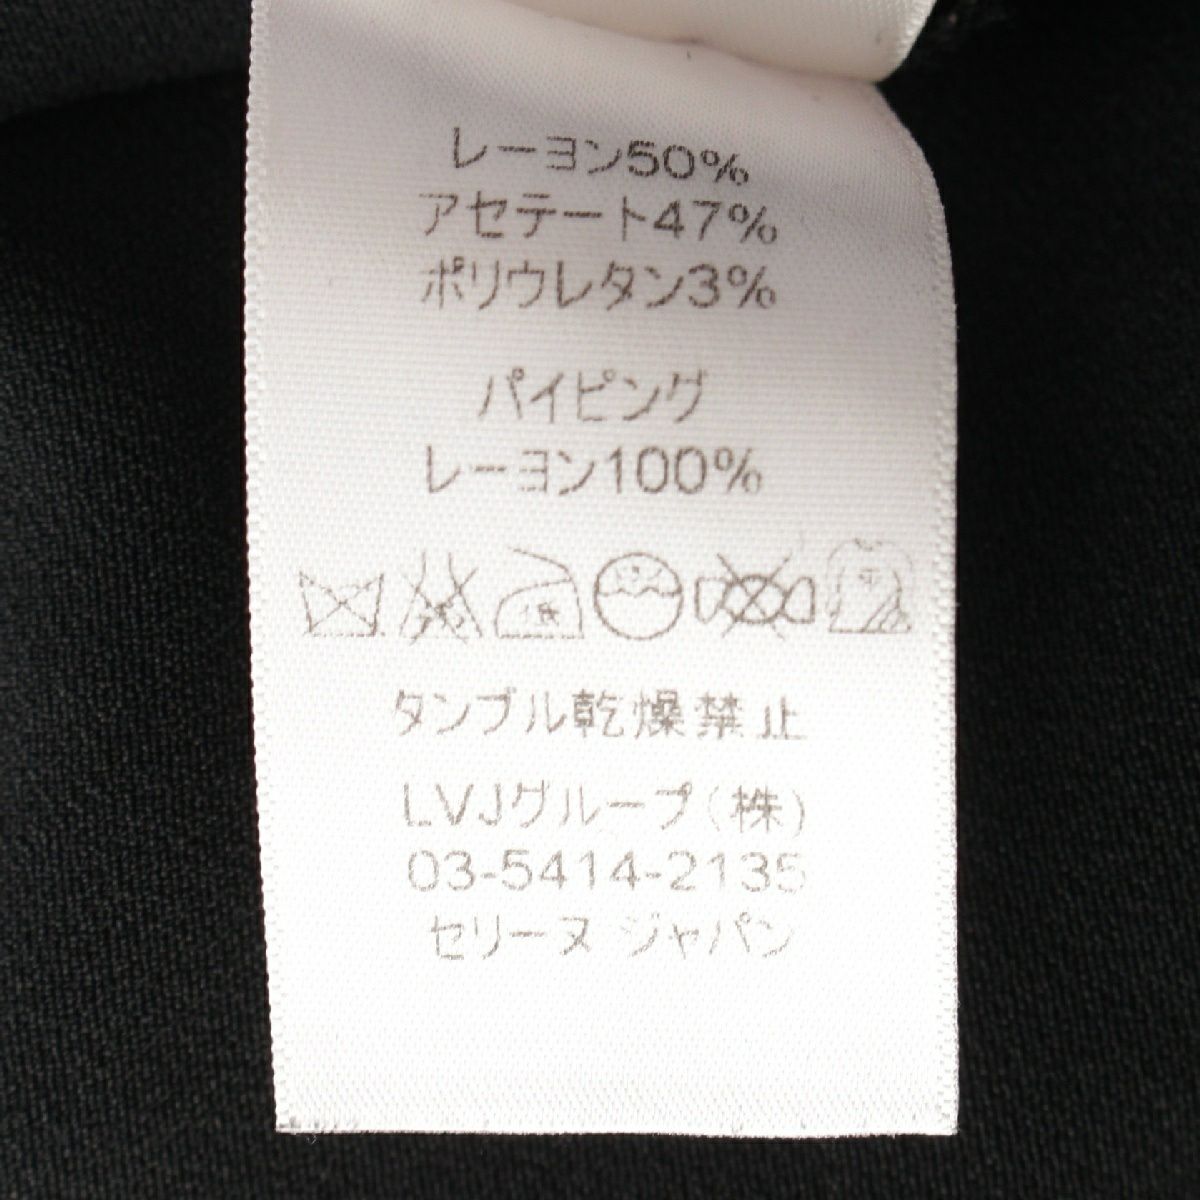 レーヨン50%
アセテート47%
ポリウレタン3%
パイピング
レーヨン100%
タンブル乾燥禁止
LVJグループ(株)
03-5414-2135
セリーヌ ジャパン